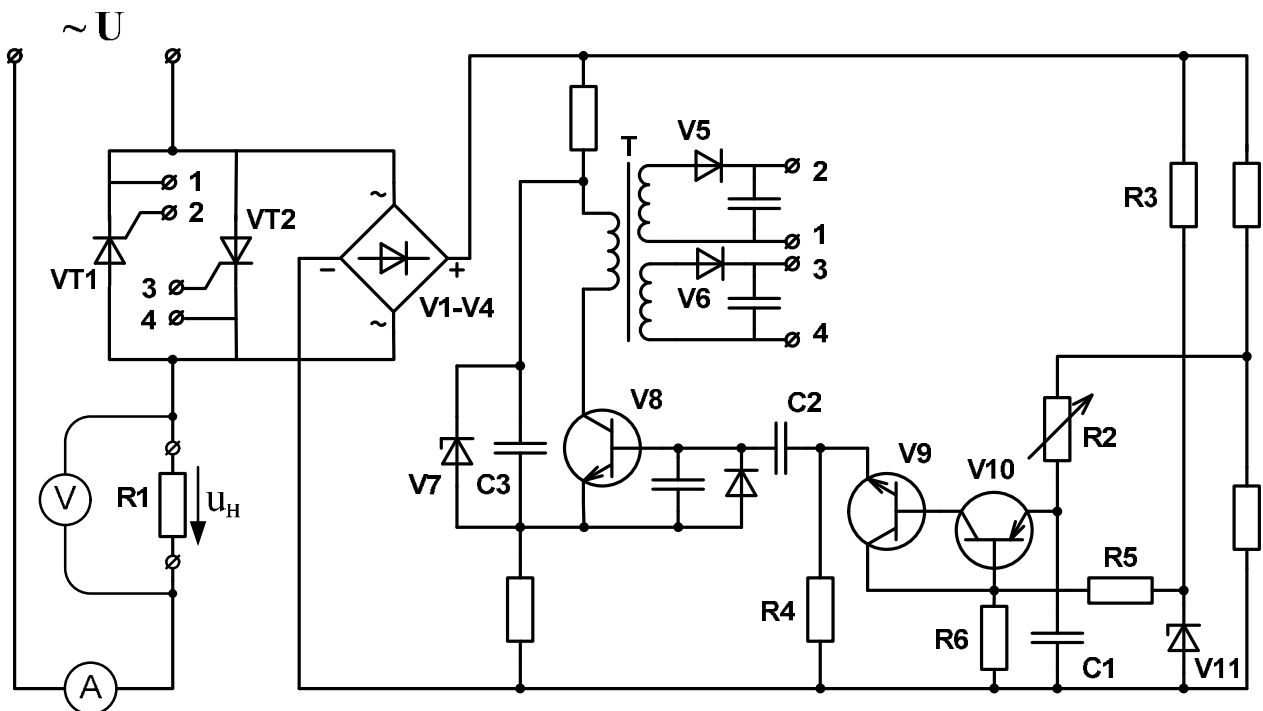 ~ U
T
V5
2
1
3
V6
4
1
2
VT2
VT1
3
4
~
−
+
V1-V4
~
R3
V8
C2
R2
V7
C3
V9
V10
V
R1
uн
R5
R4
R6
C1
V11
A